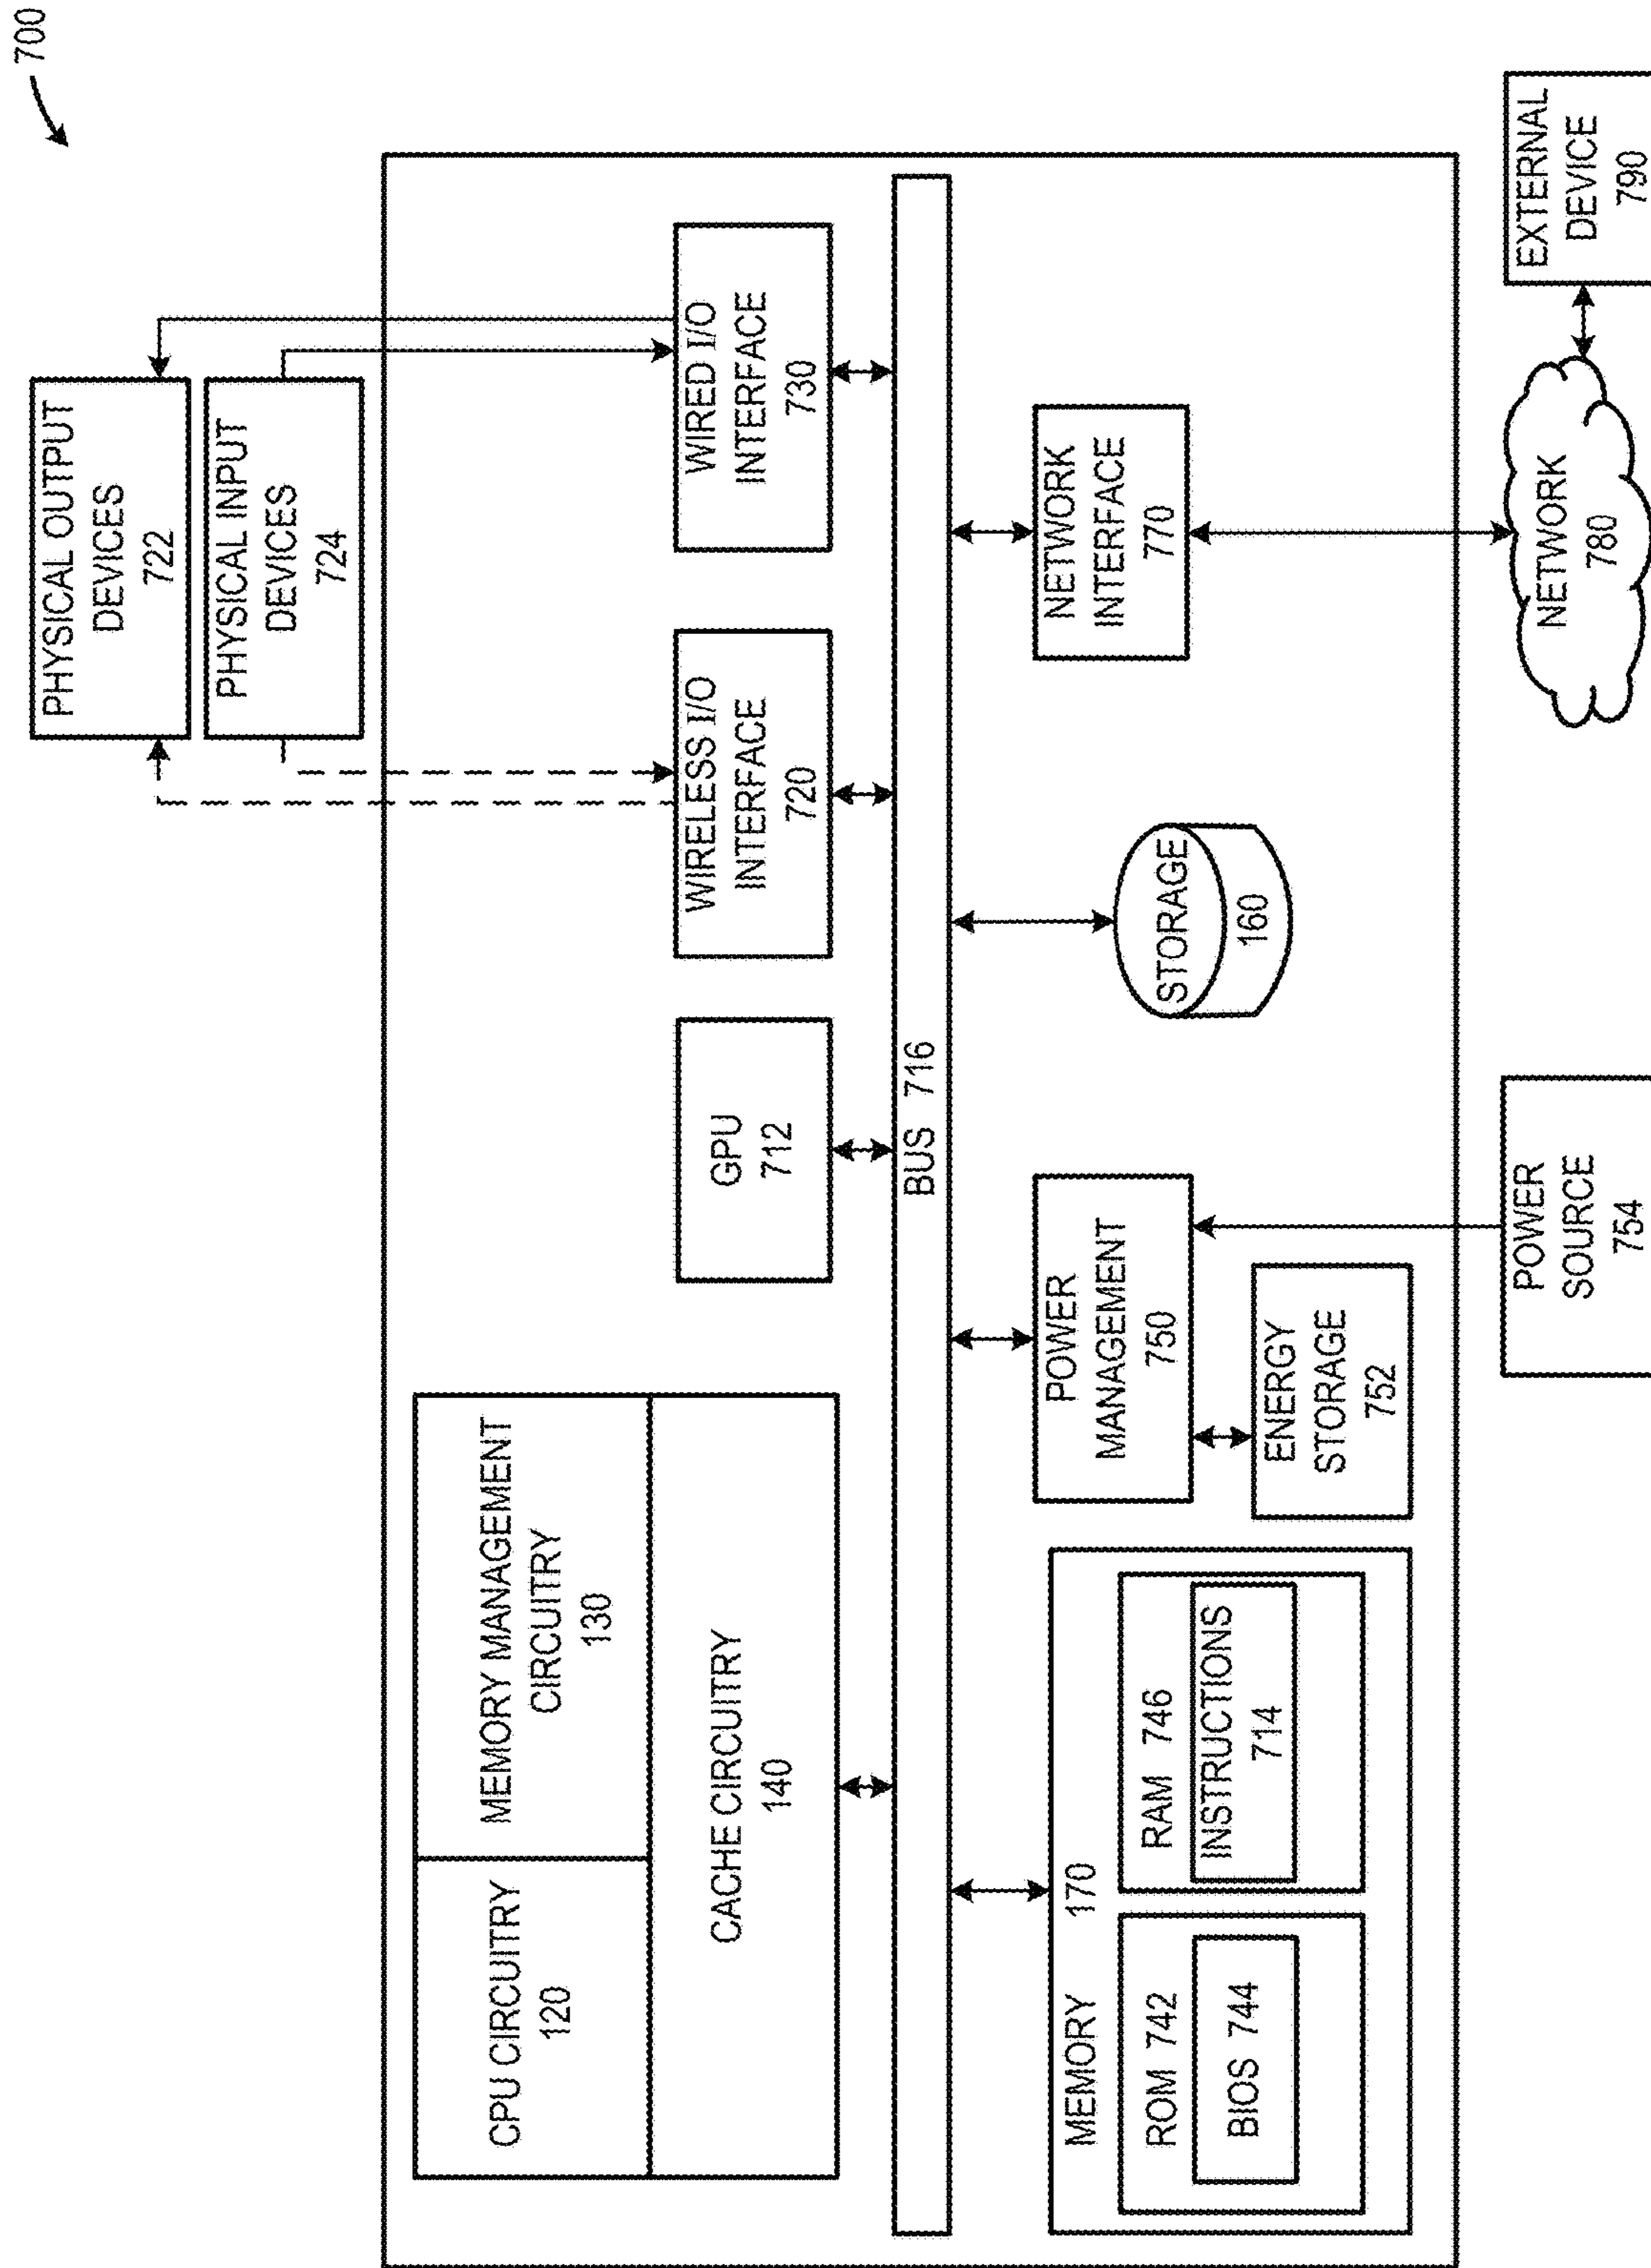 700
PHYSICAL OUTPUT
DEVICES
722
PHYSICAL INPUT
DEVICES
724
CPU CIRCUITRY
120
MEMORY MANAGEMENT
CIRCUITRY
130
CACHE CIRCUITRY
140
GPU
712
WIRELESS I/O
INTERFACE
720
WIRED I/O
INTERFACE
730
BUS 716
MEMORY 170
ROM 742
BIOS 744
RAM 746
INSTRUCTIONS
714
POWER
MANAGEMENT
750
ENERGY
STORAGE
752
STORAGE
160
NETWORK
INTERFACE
770
POWER
SOURCE
754
NETWORK
780
EXTERNAL
DEVICE
790